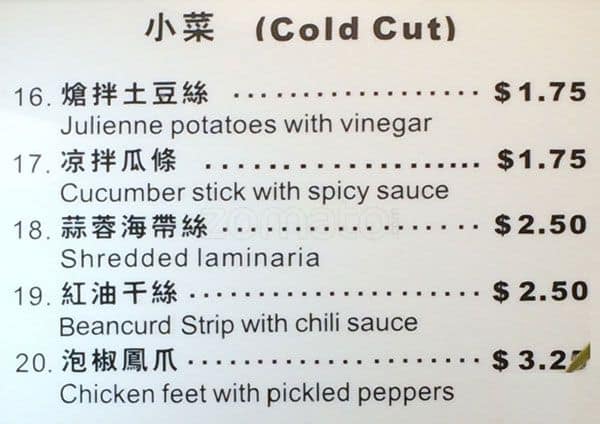 小菜 (Cold Cut)
16. 熗拌土豆絲 ·················· $1.75
Julienne potatoes with vinegar
17. 凉拌瓜條 .................... $1.75
Cucumber stick with spicy sauce
18. 蒜蓉海帶絲 ···················· $2.50
zomato
Shredded laminaria
19. 紅油干絲 ······················ $2.50
Beancurd Strip with chili sauce
20. 泡椒鳳爪 ······················ $3.2
Chicken feet with pickled peppers